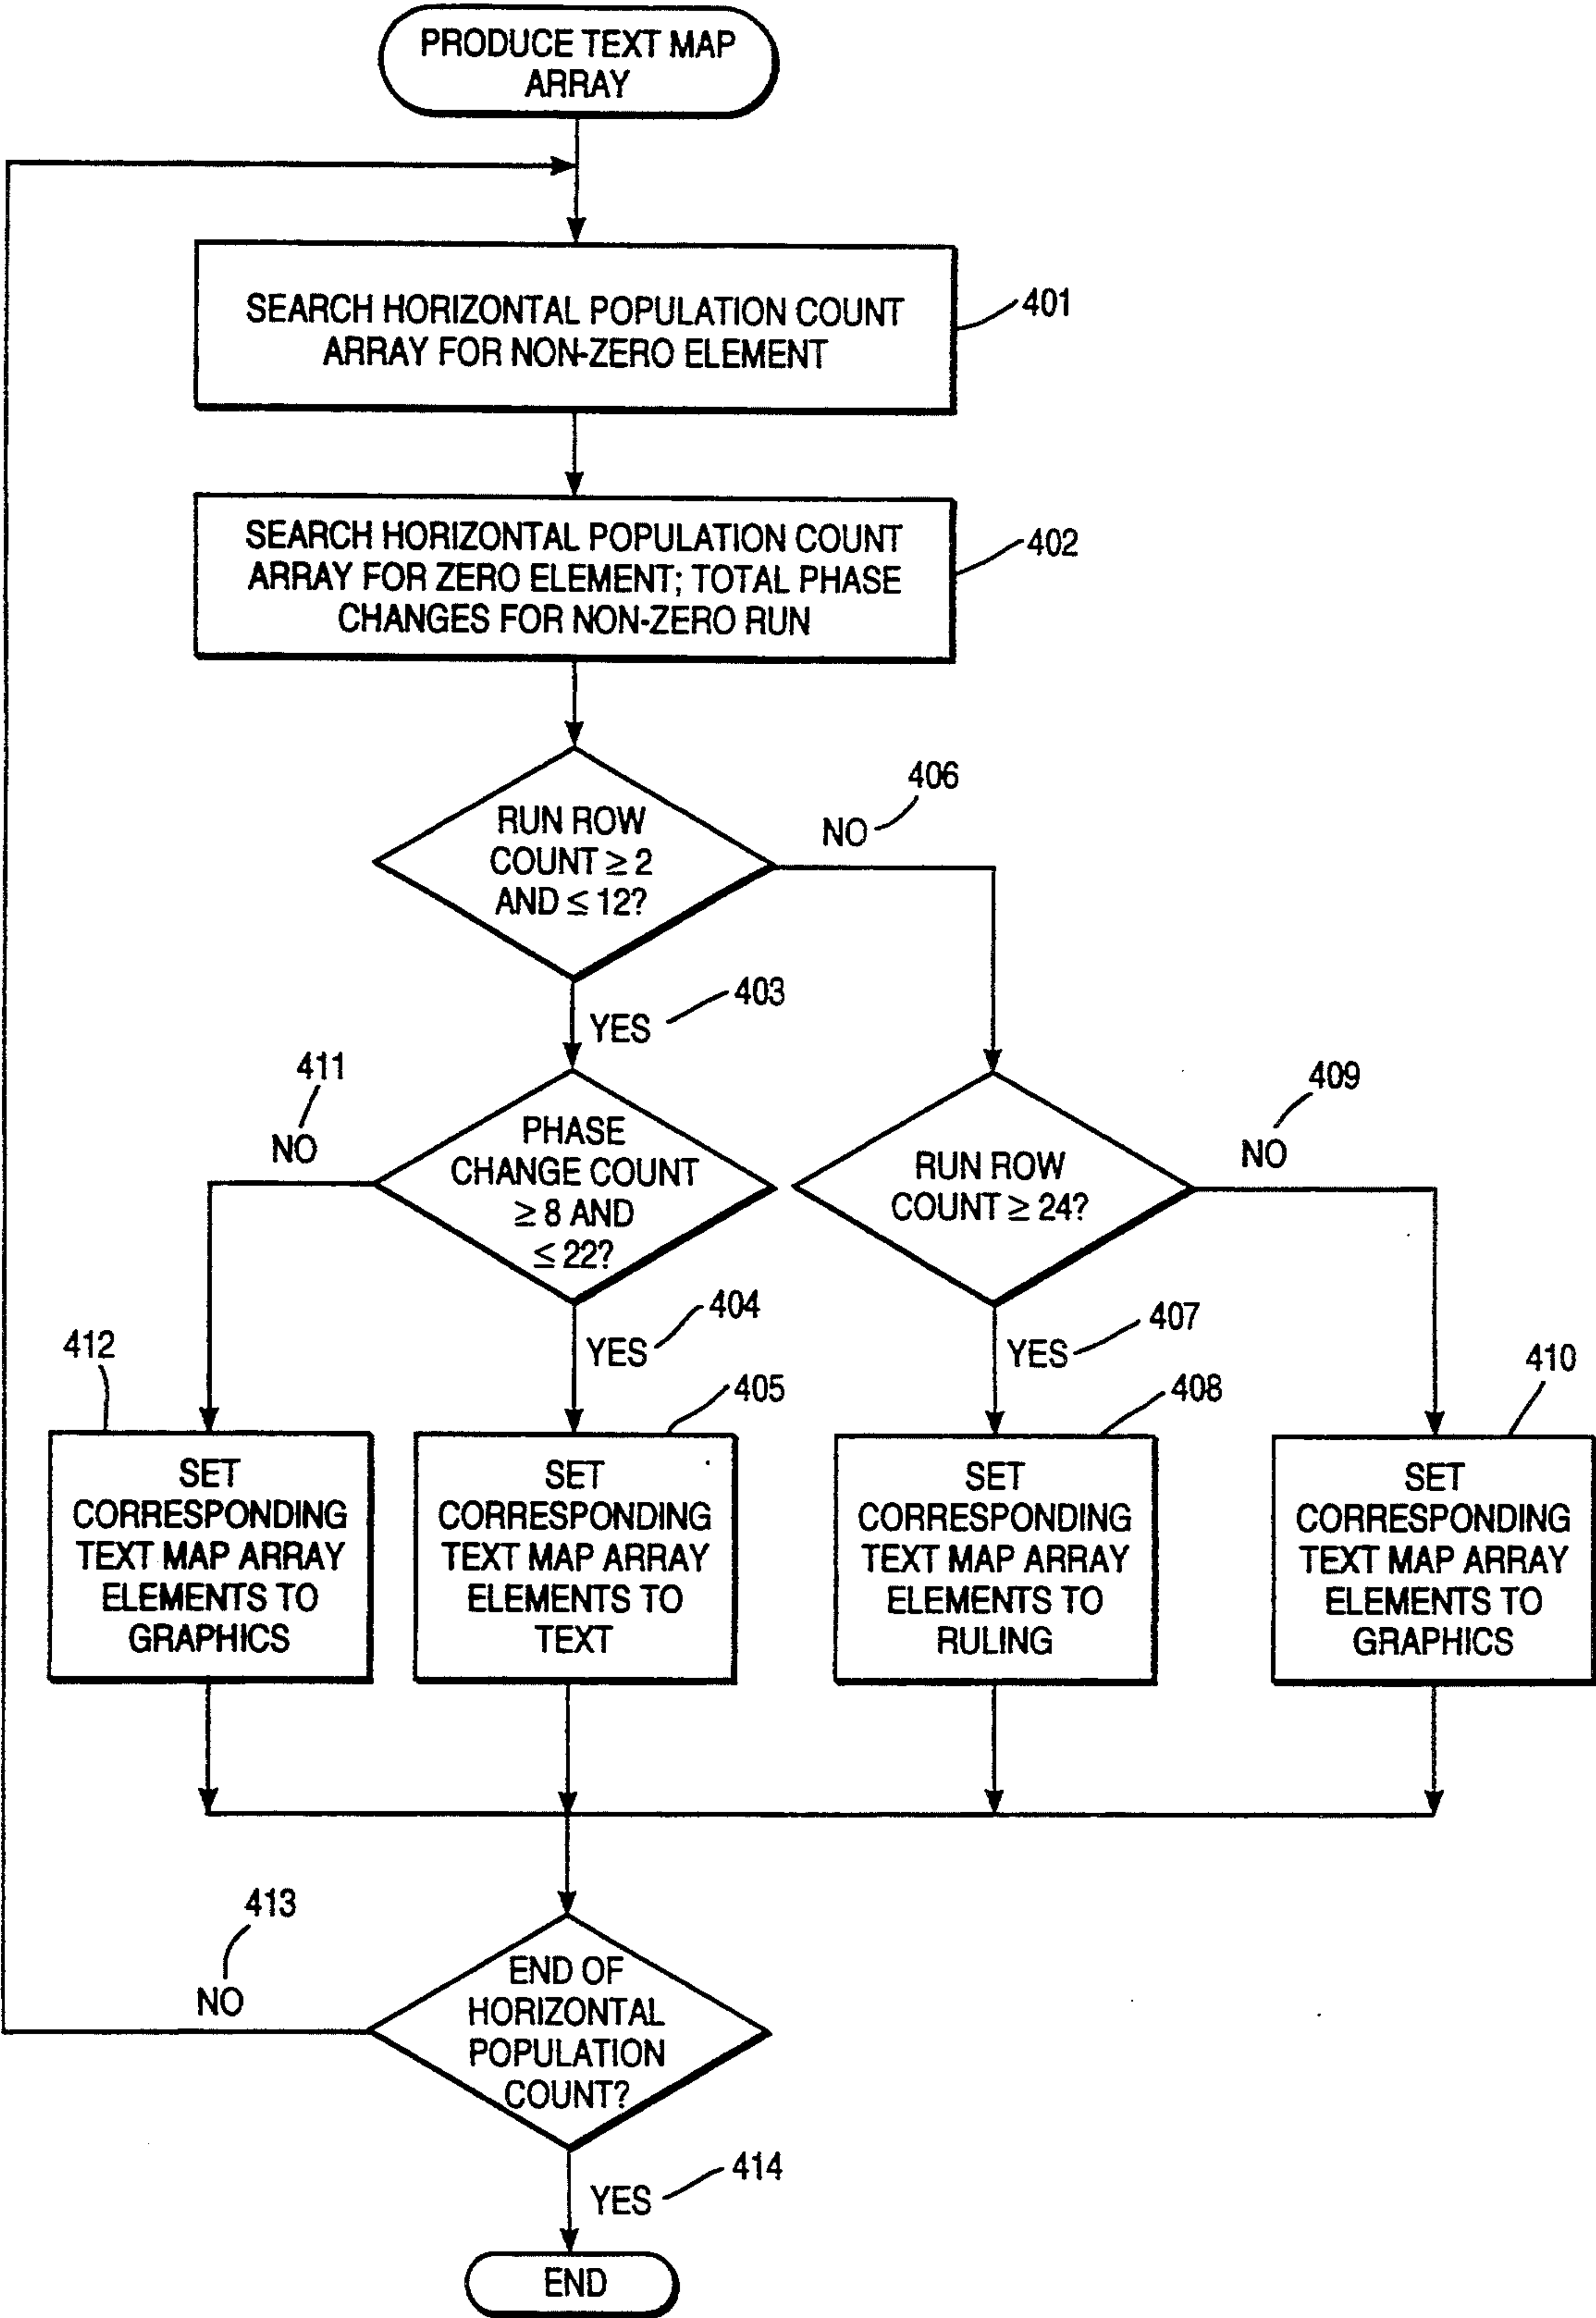 PRODUCE TEXT MAP
ARRAY
SEARCH HORIZONTAL POPULATION COUNT
ARRAY FOR NON-ZERO ELEMENT
401
SEARCH HORIZONTAL POPULATION COUNT
ARRAY FOR ZERO ELEMENT; TOTAL PHASE
CHANGES FOR NON-ZERO RUN
402
RUN ROW
COUNT ≥ 2
AND ≤ 12?
NO
406
YES
403
PHASE
CHANGE COUNT
≥ 8 AND
≤ 22?
411
NO
RUN ROW
COUNT ≥ 24?
409
NO
YES
404
YES
407
412
SET
CORRESPONDING
TEXT MAP ARRAY
ELEMENTS TO
GRAPHICS
405
SET
CORRESPONDING
TEXT MAP ARRAY
ELEMENTS TO
TEXT
408
SET
CORRESPONDING
TEXT MAP ARRAY
ELEMENTS TO
RULING
410
SET
CORRESPONDING
TEXT MAP ARRAY
ELEMENTS TO
GRAPHICS
413
NO
END OF
HORIZONTAL
POPULATION
COUNT?
YES
414
END